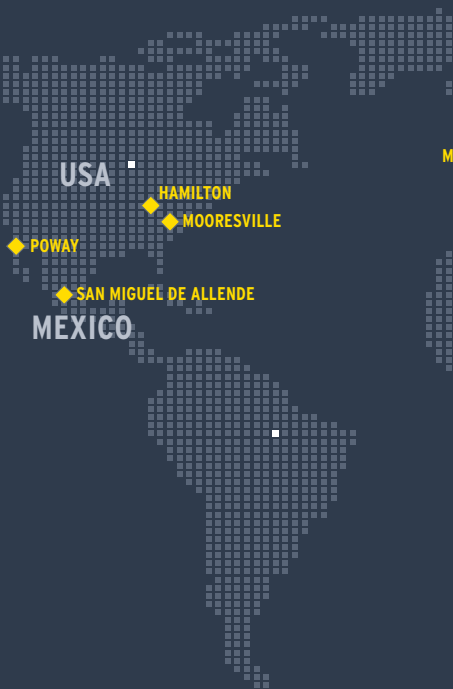 M
USA
HAMILTON
MOORESVILLE
POWAY
SAN MIGUEL DE ALLENDE
MEXICO